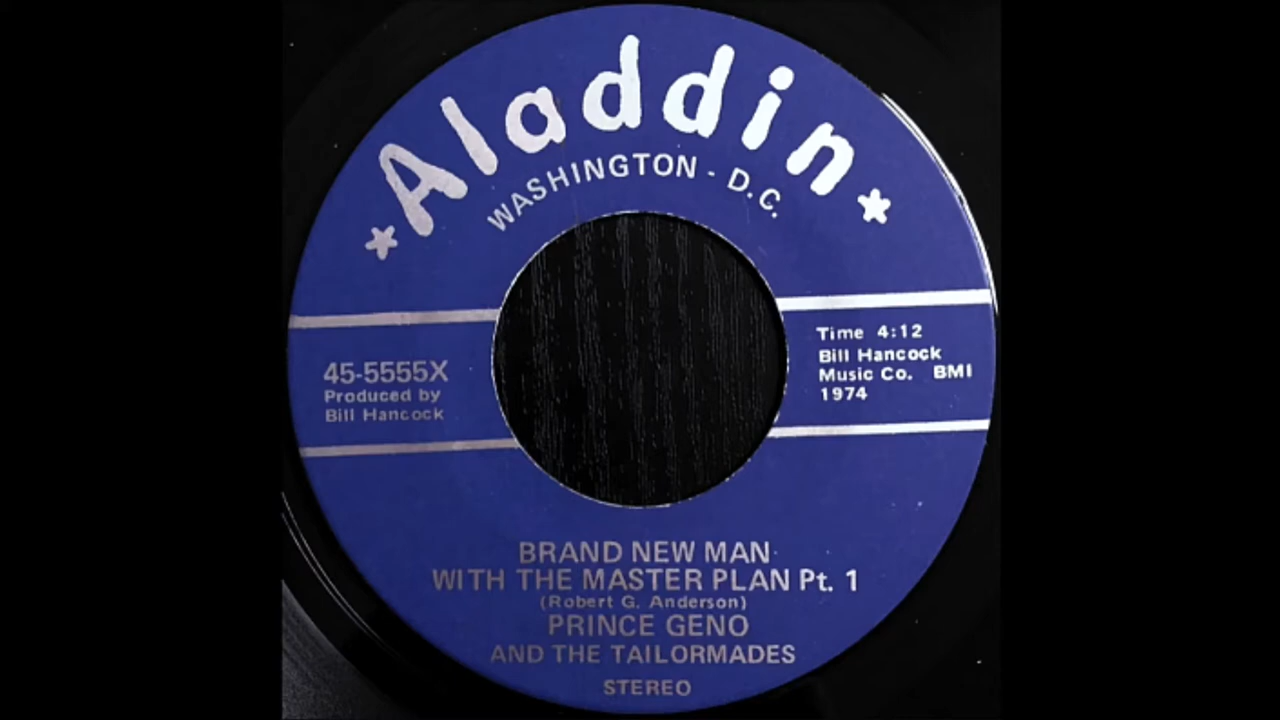 Aladdin
WASHINGTON - D.C.
45-5555X
Produced by
Bill Hancock
Time 4:12
Bill Hancock
Music Co. BMI
1974
BRAND NEW MAN
WITH THE MASTER PLAN Pt. 1
(Robert G. Anderson)
PRINCE GENO
AND THE TAILORMADES
STEREO